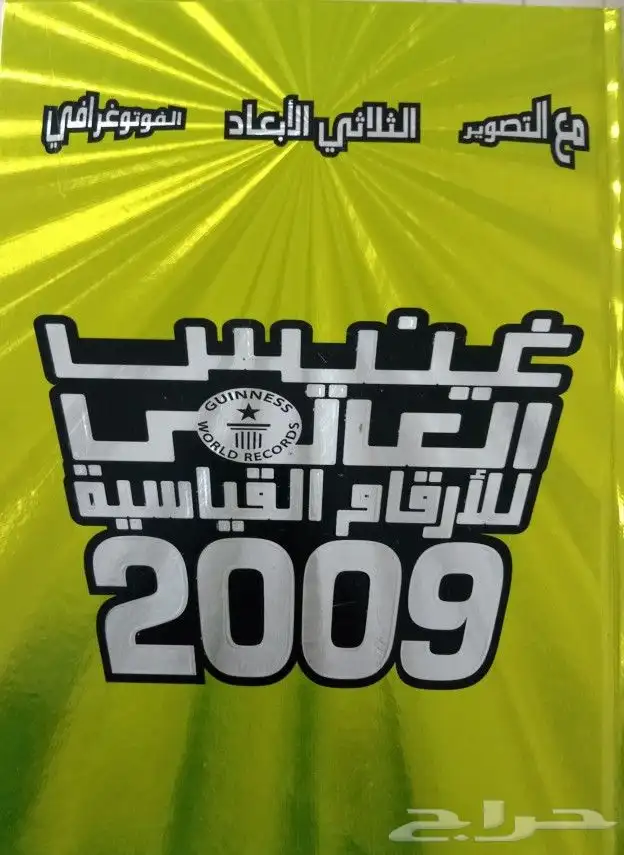 مع التصوير الثلاثي الأبعاد الفوتوغرافي
غينيس
العالمي
GUINNESS
WORLD RECORDS
للأرقام القياسية
2009
حراج